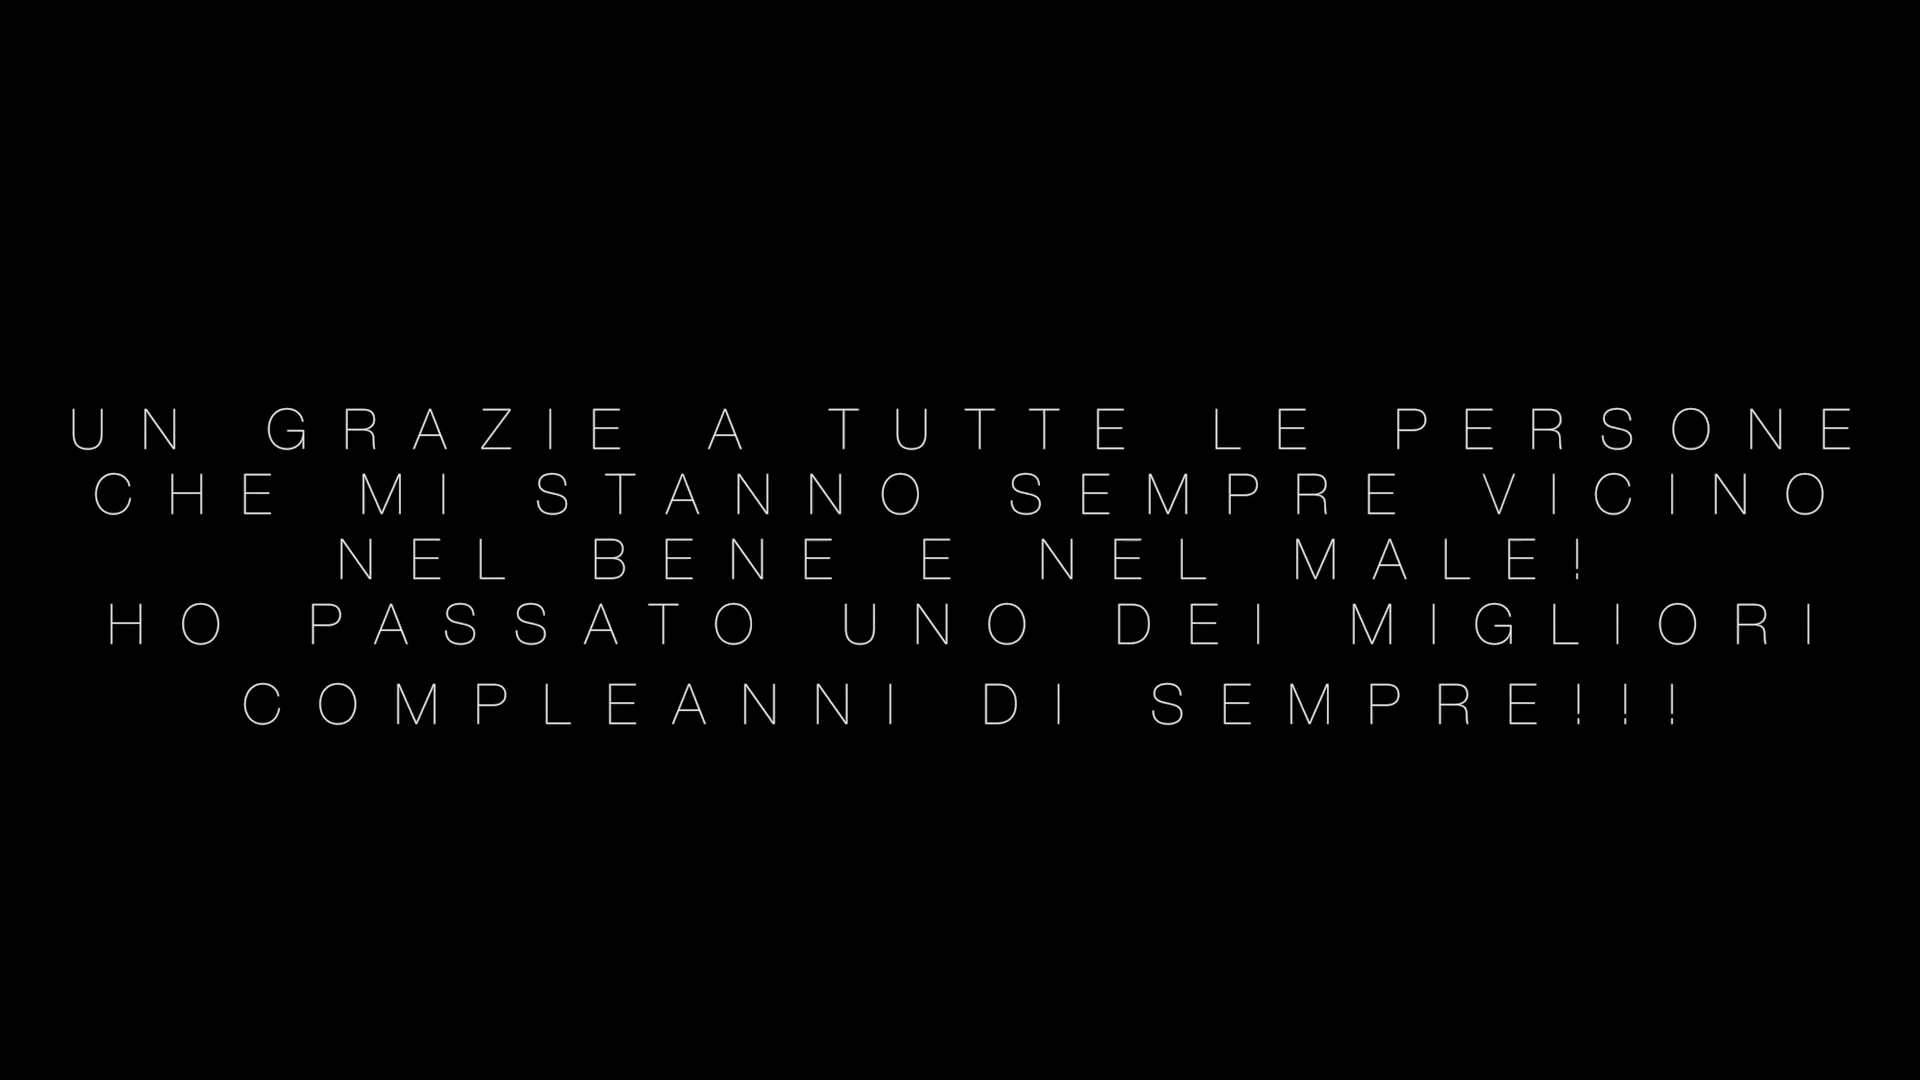 UN GRAZIE A TUTTE LE PERSONE
CHE MI STANNO SEMPRE VICINO
NEL BENE E NEL MALE!
HO PASSATO UNO DEI MIGLIORI
COMPLEANNI DI SEMPRE!!!